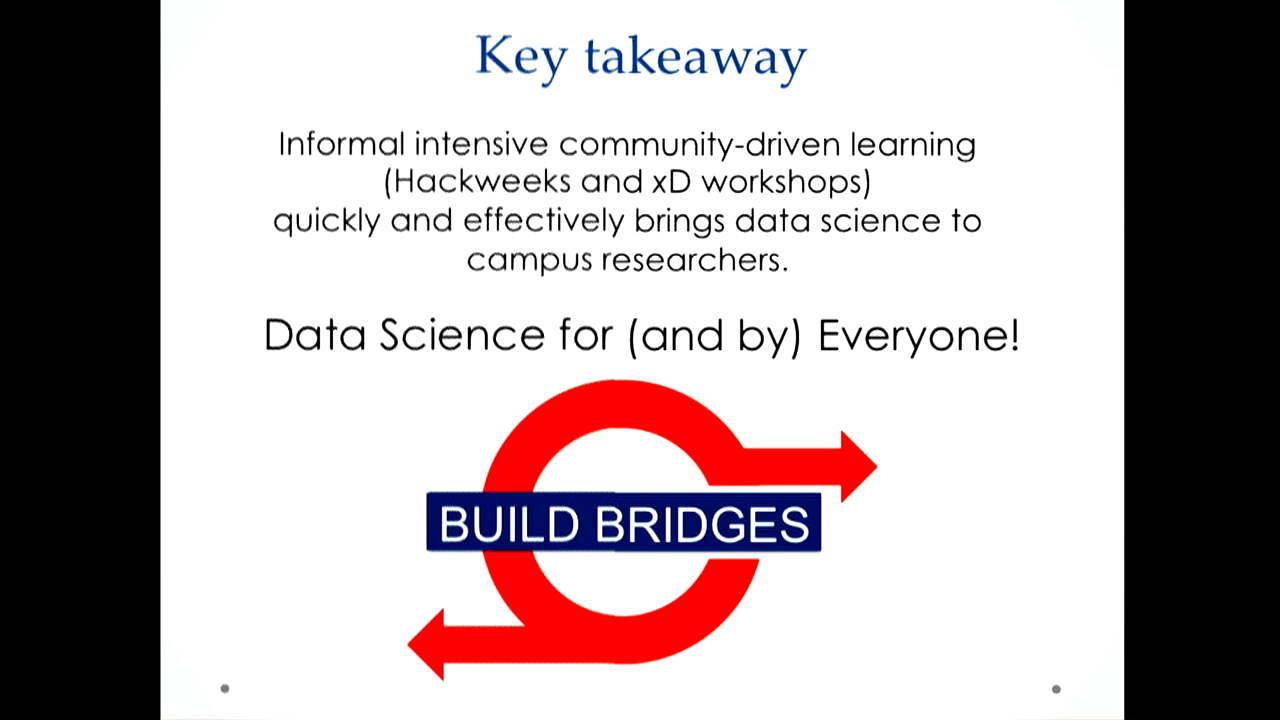 Key takeaway
Informal intensive community-driven learning
(Hackweeks and xD workshops)
quickly and effectively brings data science to
campus researchers.
Data Science for (and by) Everyone!
BUILD BRIDGES